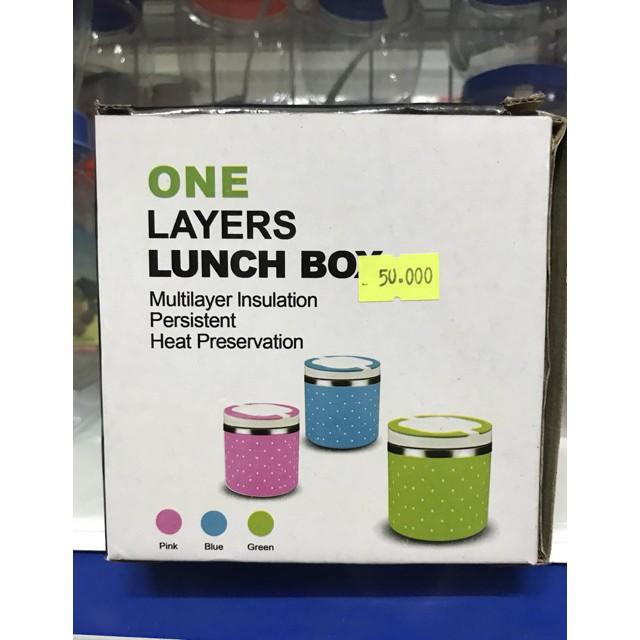 ONE
LAYERS
LUNCH BOX
50.000
Multilayer Insulation
Persistent
Heat Preservation
Pink Blue Green